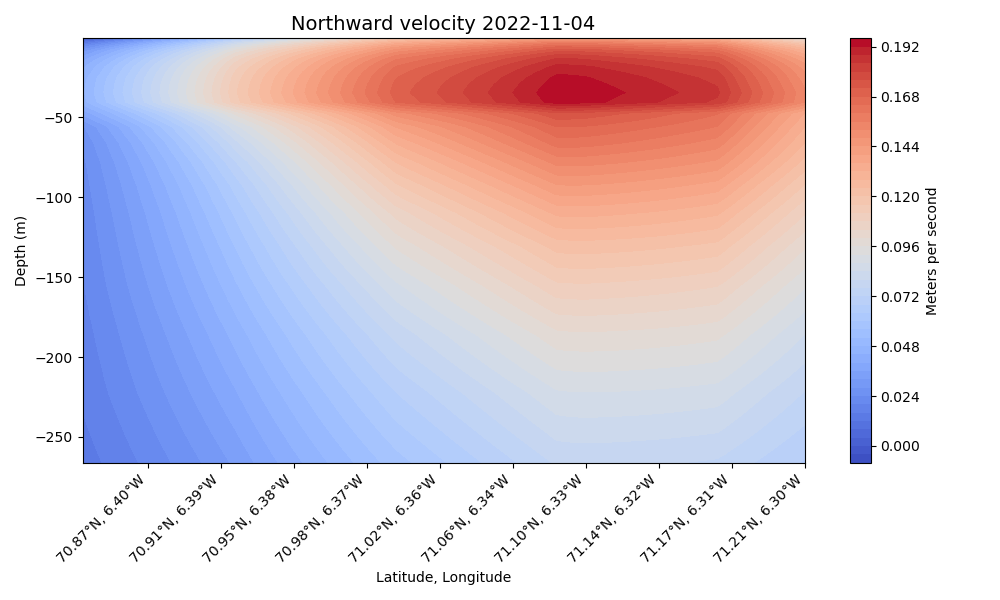 Northward velocity 2022-11-04
Depth (m)
−50
−100
−150
−200
−250
70.87°N, 6.40°W
70.91°N, 6.39°W
70.95°N, 6.38°W
70.98°N, 6.37°W
71.02°N, 6.36°W
71.06°N, 6.34°W
71.10°N, 6.33°W
71.14°N, 6.32°W
71.17°N, 6.31°W
71.21°N, 6.30°W
Latitude, Longitude
0.192
0.168
0.144
0.120
0.096
0.072
0.048
0.024
0.000
Meters per second